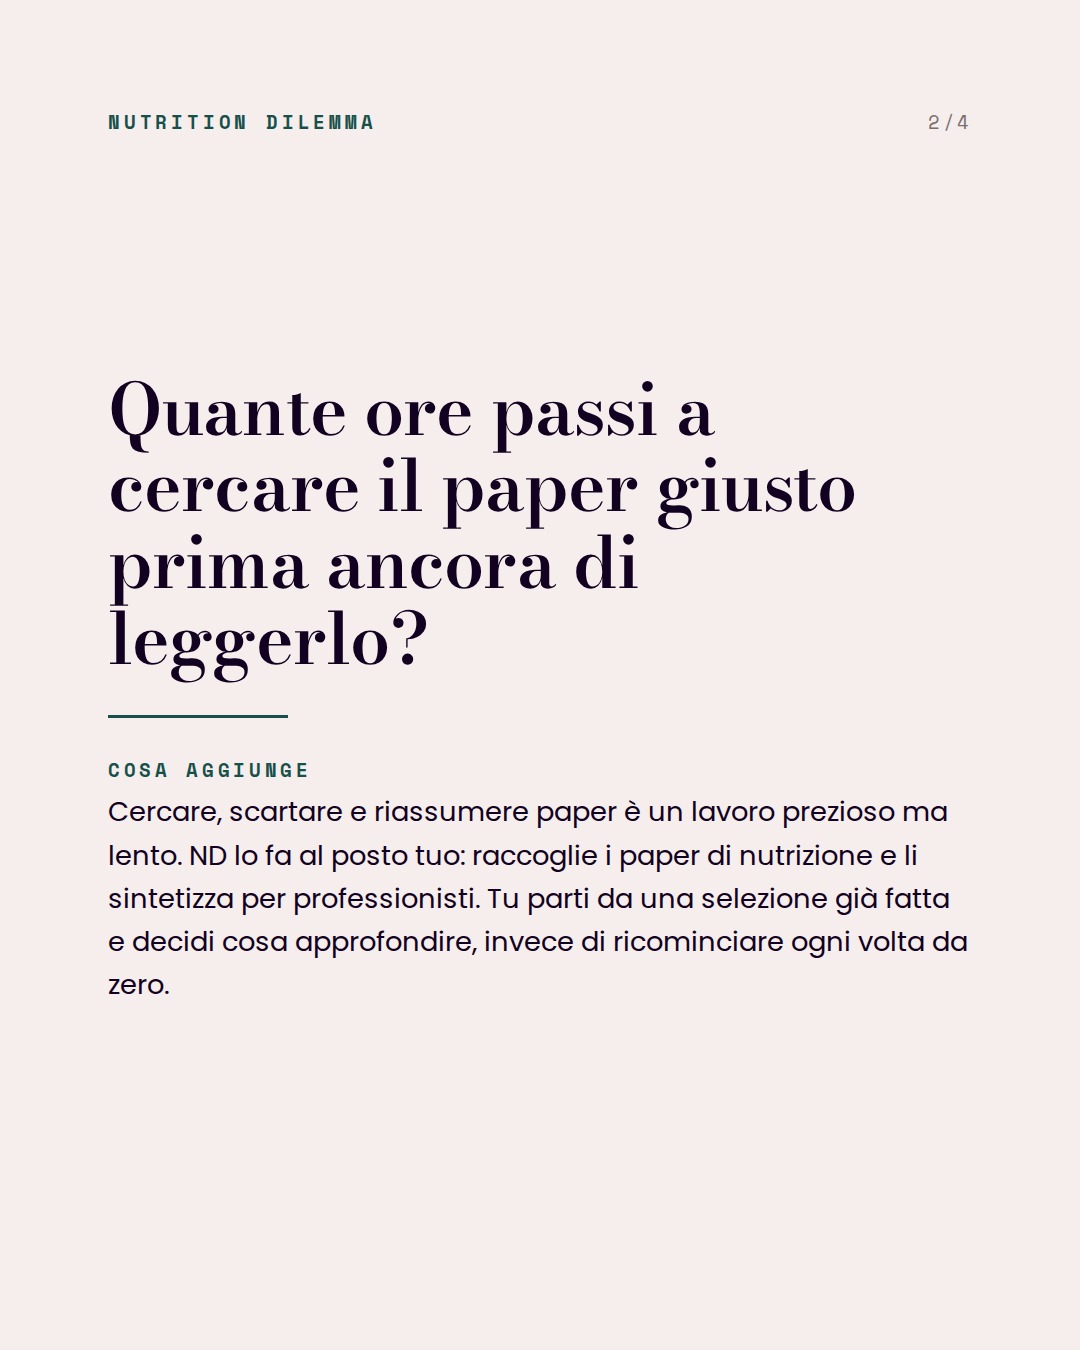 NUTRITION DILEMMA
2/4
Quante ore passi a
cercare il paper giusto
prima ancora di
leggerlo?
COSA AGGIUNGE
Cercare, scartare e riassumere paper è un lavoro prezioso ma
lento. ND lo fa al posto tuo: raccoglie i paper di nutrizione e li
sintetizza per professionisti. Tu parti da una selezione già fatta
e decidi cosa approfondire, invece di ricominciare ogni volta da
zero.